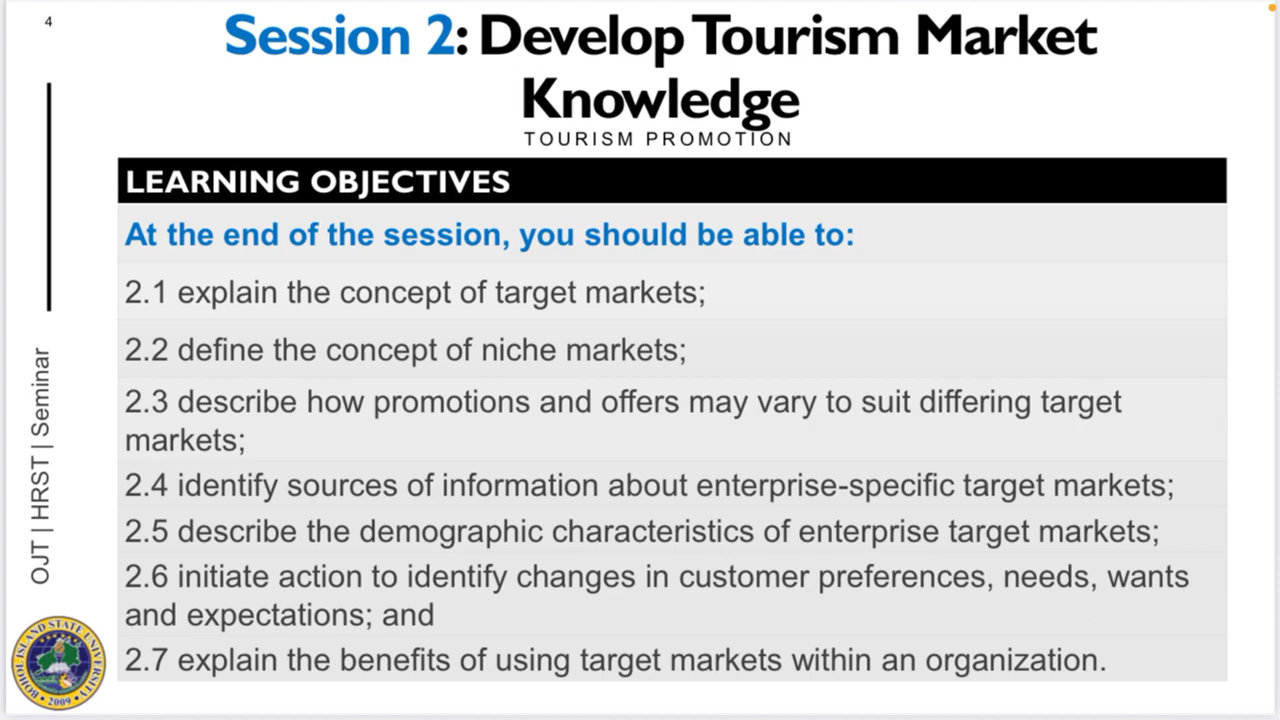 4
Session 2: Develop Tourism Market
Knowledge
TOURISM PROMOTION
LEARNING OBJECTIVES
At the end of the session, you should be able to:
2.1 explain the concept of target markets;
2.2 define the concept of niche markets;
2.3 describe how promotions and offers may vary to suit differing target
markets;
2.4 identify sources of information about enterprise-specific target markets;
2.5 describe the demographic characteristics of enterprise target markets;
2.6 initiate action to identify changes in customer preferences, needs, wants
and expectations; and
2.7 explain the benefits of using target markets within an organization.
OJT | HRST | Seminar
BOHOL ISLAND STATE UNIVERSITY
2009